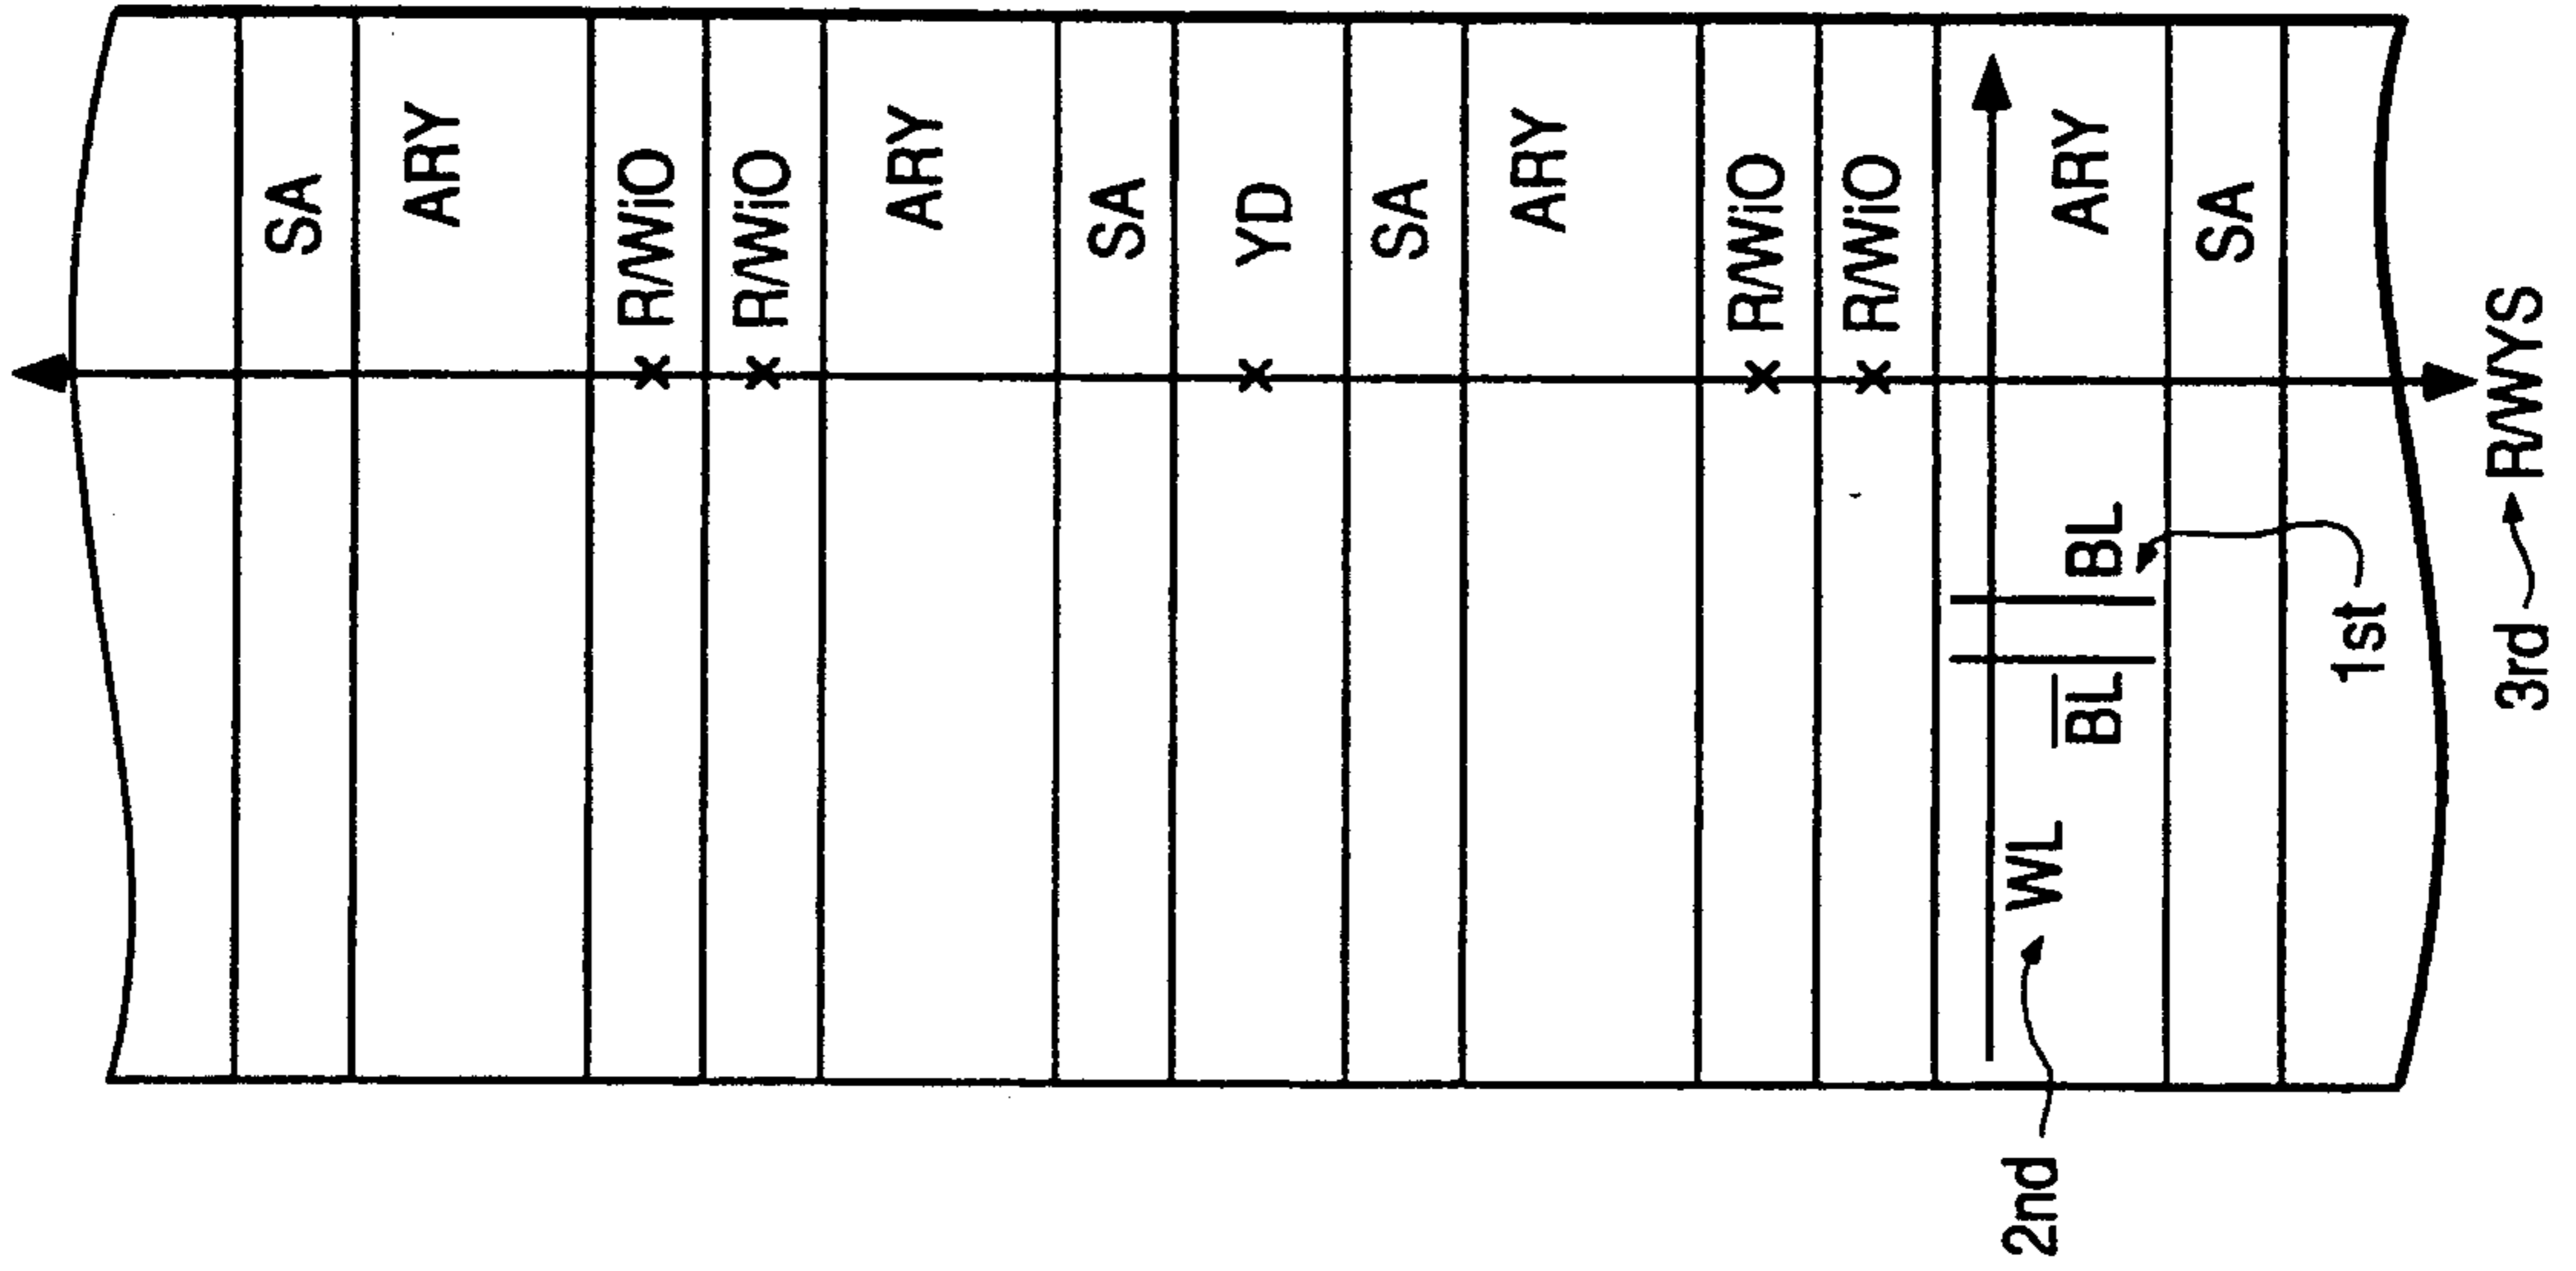 SA
ARY
R/WiO
R/WiO
ARY
SA
YD
SA
ARY
R/WiO
R/WiO
2nd WL
B̅L̅ BL ARY
SA
1st
3rd R/WYS